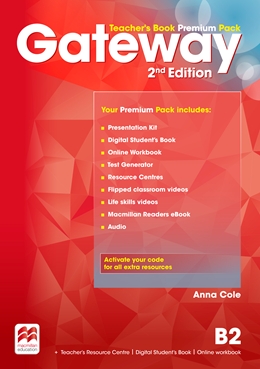 Teacher's Book Premium Pack
Gateway
2nd Edition
Your Premium Pack includes:
• Presentation Kit
• Digital Student's Book
• Online Workbook
• Test Generator
• Resource Centres
• Flipped classroom videos
• Life skills videos
• Macmillan Readers eBook
• Audio
Activate your code
for all extra resources
Anna Cole
B2
macmillan
education
+ Teacher's Resource Centre | Digital Student's Book | Online workbook